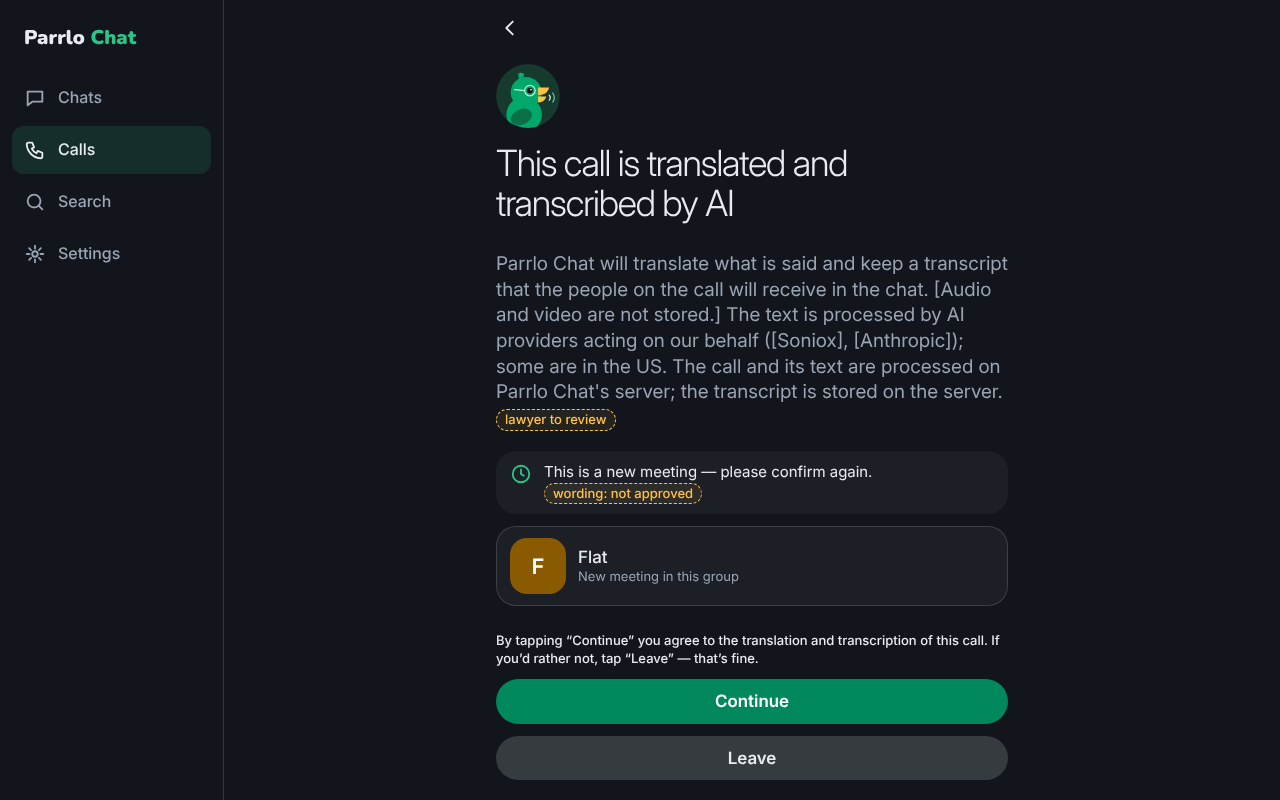 Parrlo Chat
Chats
Calls
Search
Settings
This call is translated and
transcribed by AI
Parrlo Chat will translate what is said and keep a transcript
that the people on the call will receive in the chat. [Audio
and video are not stored.] The text is processed by AI
providers acting on our behalf ([Soniox], [Anthropic]);
some are in the US. The call and its text are processed on
Parrlo Chat's server; the transcript is stored on the server.
lawyer to review
This is a new meeting — please confirm again.
wording: not approved
F
Flat
New meeting in this group
By tapping “Continue” you agree to the translation and transcription of this call. If
you’d rather not, tap “Leave” — that’s fine.
Continue
Leave